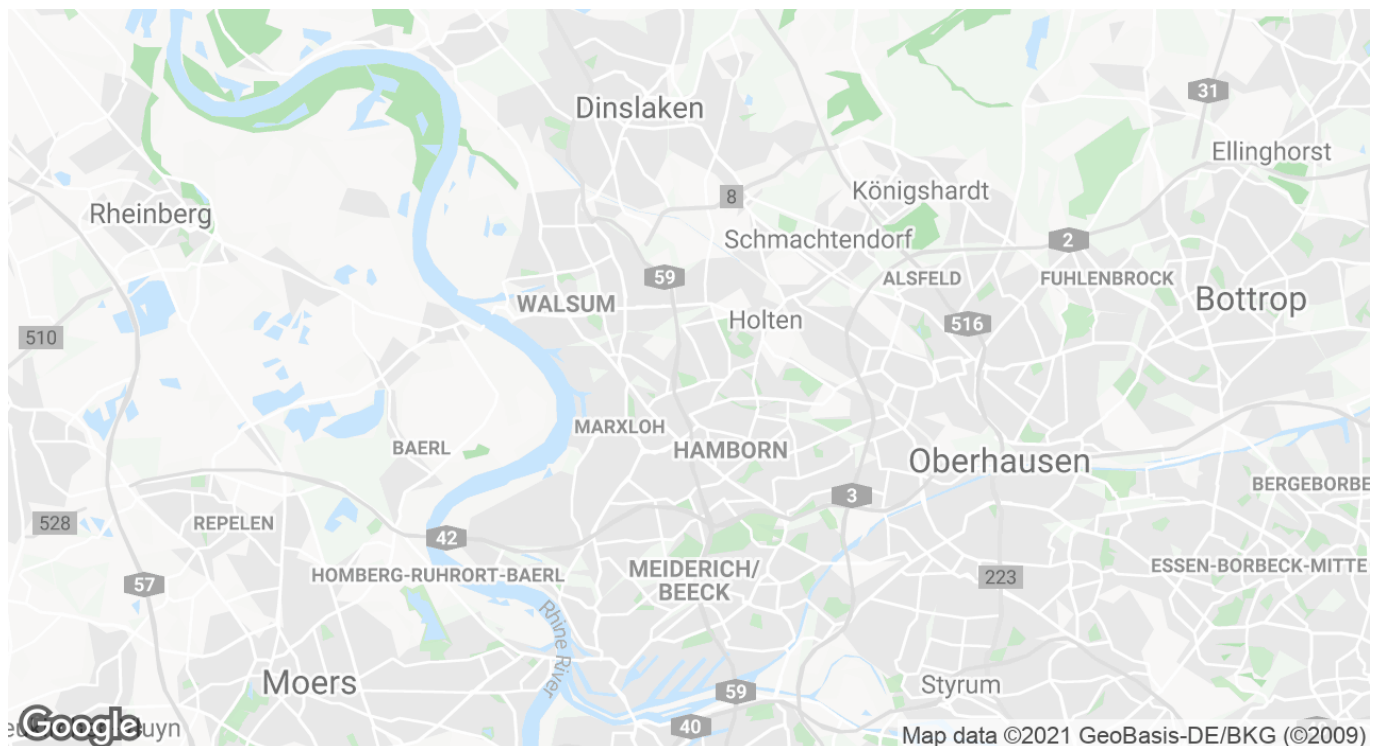 Dinslaken
31
Ellinghorst
8
Königshardt
Rheinberg
Schmachtendorf
2
59
ALSFELD
FUHLENBROCK
WALSUM
Bottrop
Holten
516
510
MARXLOH
BAERL
HAMBORN
Oberhausen
BERGEBORBE
3
528
REPELEN
42
HOMBERG-RUHRORT-BAERL
MEIDERICH/
BEECK
ESSEN-BORBECK-MITTE
223
57
Rhine River
Moers
Styrum
59
40
Google
uyn
Map data ©2021 GeoBasis-DE/BKG (©2009)